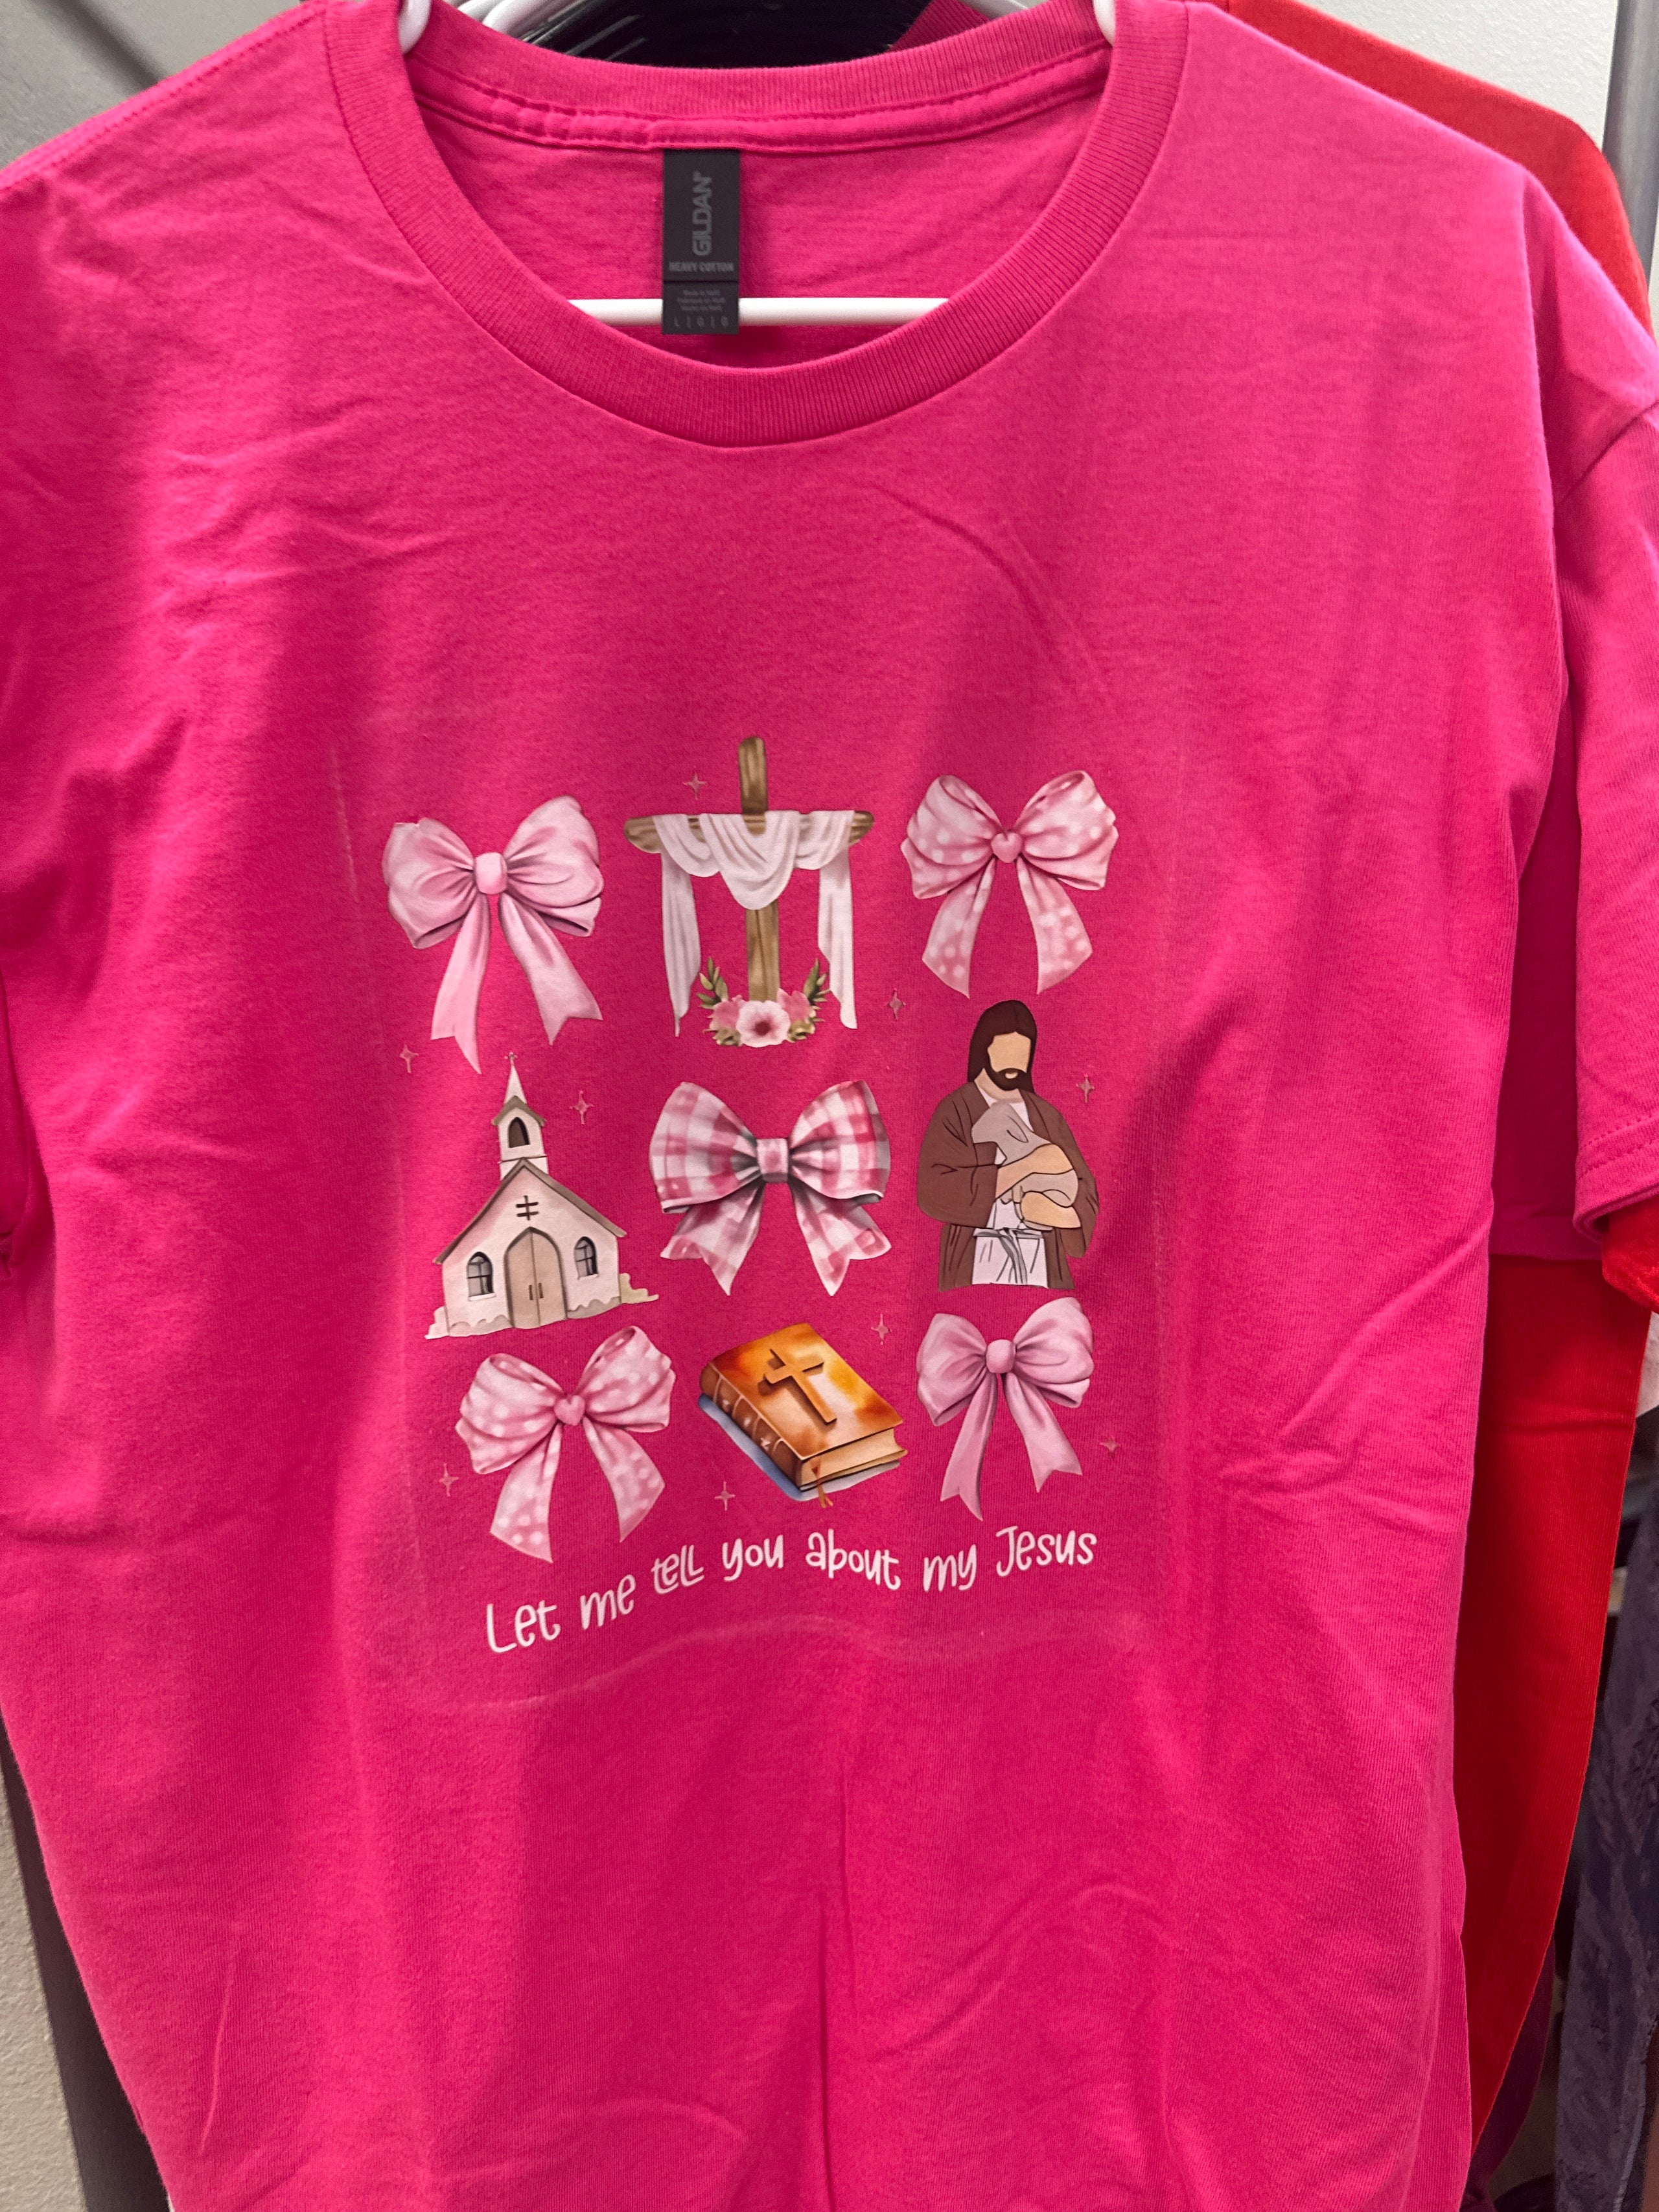 GILDAN
HEAVY COTTON
L | G | G
Let me tell you about my Jesus